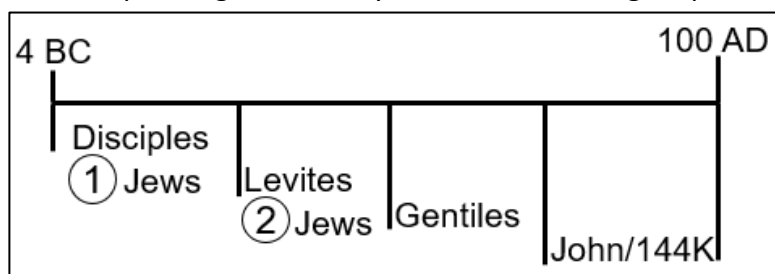 4 BC
100 AD
Disciples
1 Jews
Levites
2 Jews
Gentiles
John/144K